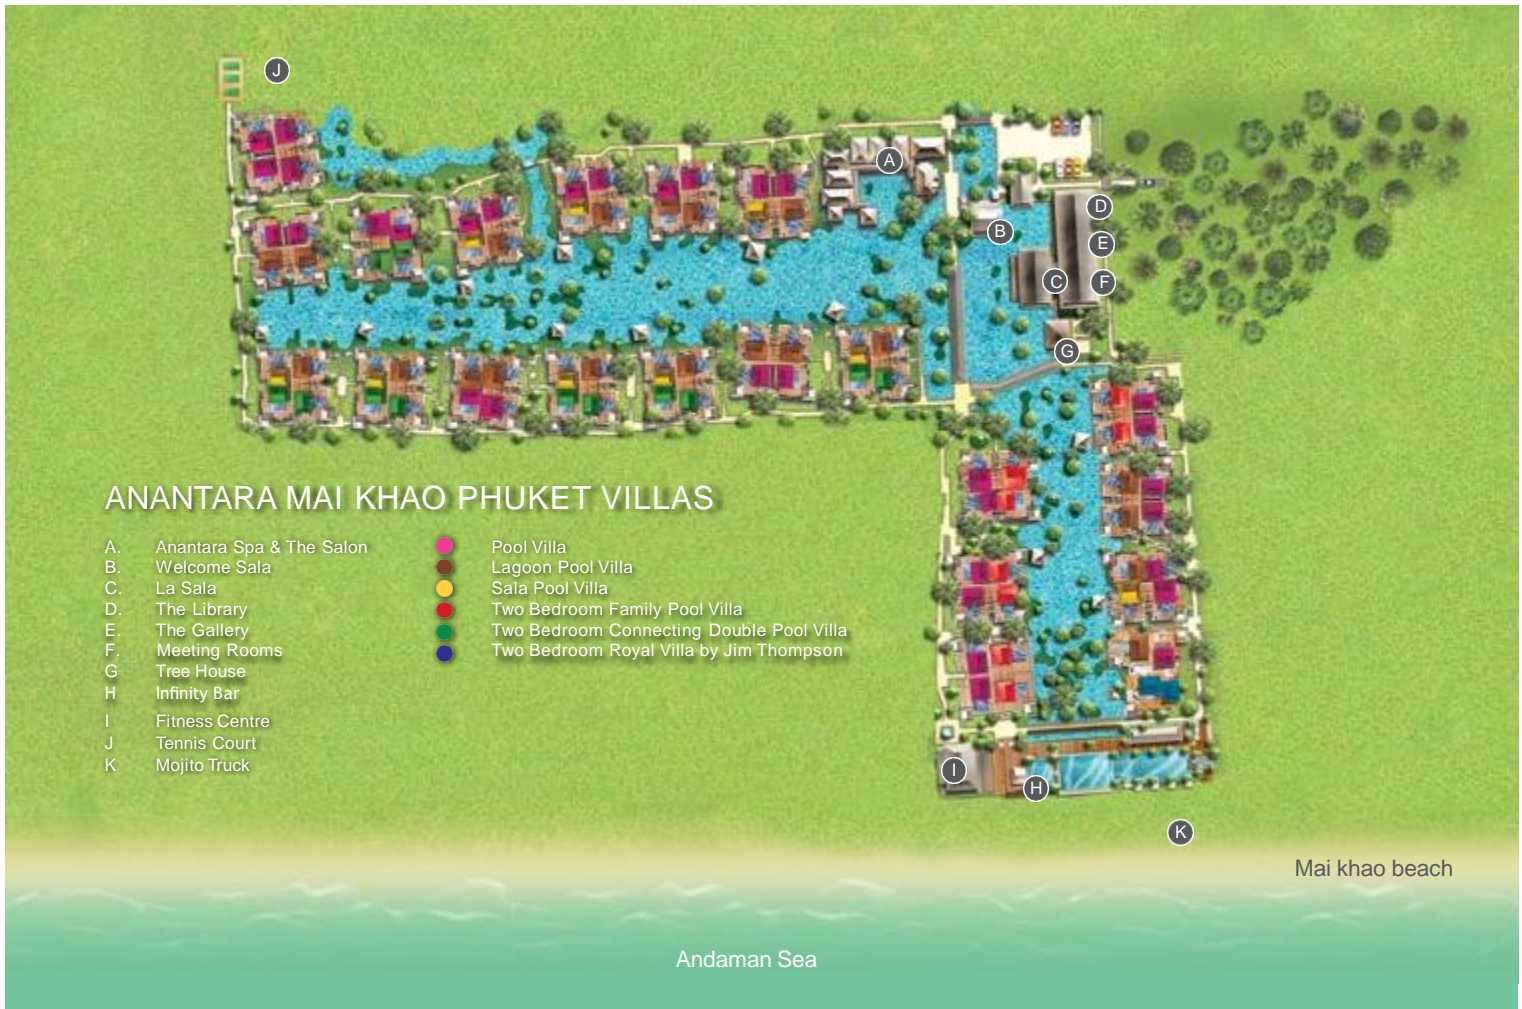 J
A
D
B
E
C
F
G
ANANTARA MAI KHAO PHUKET VILLAS
A. Anantara Spa & The Salon
B. Welcome Sala
C. La Sala
D. The Library
E. The Gallery
F. Meeting Rooms
G Tree House
H Infinity Bar
I Fitness Centre
J Tennis Court
K Mojito Truck
Pool Villa
Lagoon Pool Villa
Sala Pool Villa
Two Bedroom Family Pool Villa
Two Bedroom Connecting Double Pool Villa
Two Bedroom Royal Villa by Jim Thompson
I
H
K
Mai khao beach
Andaman Sea